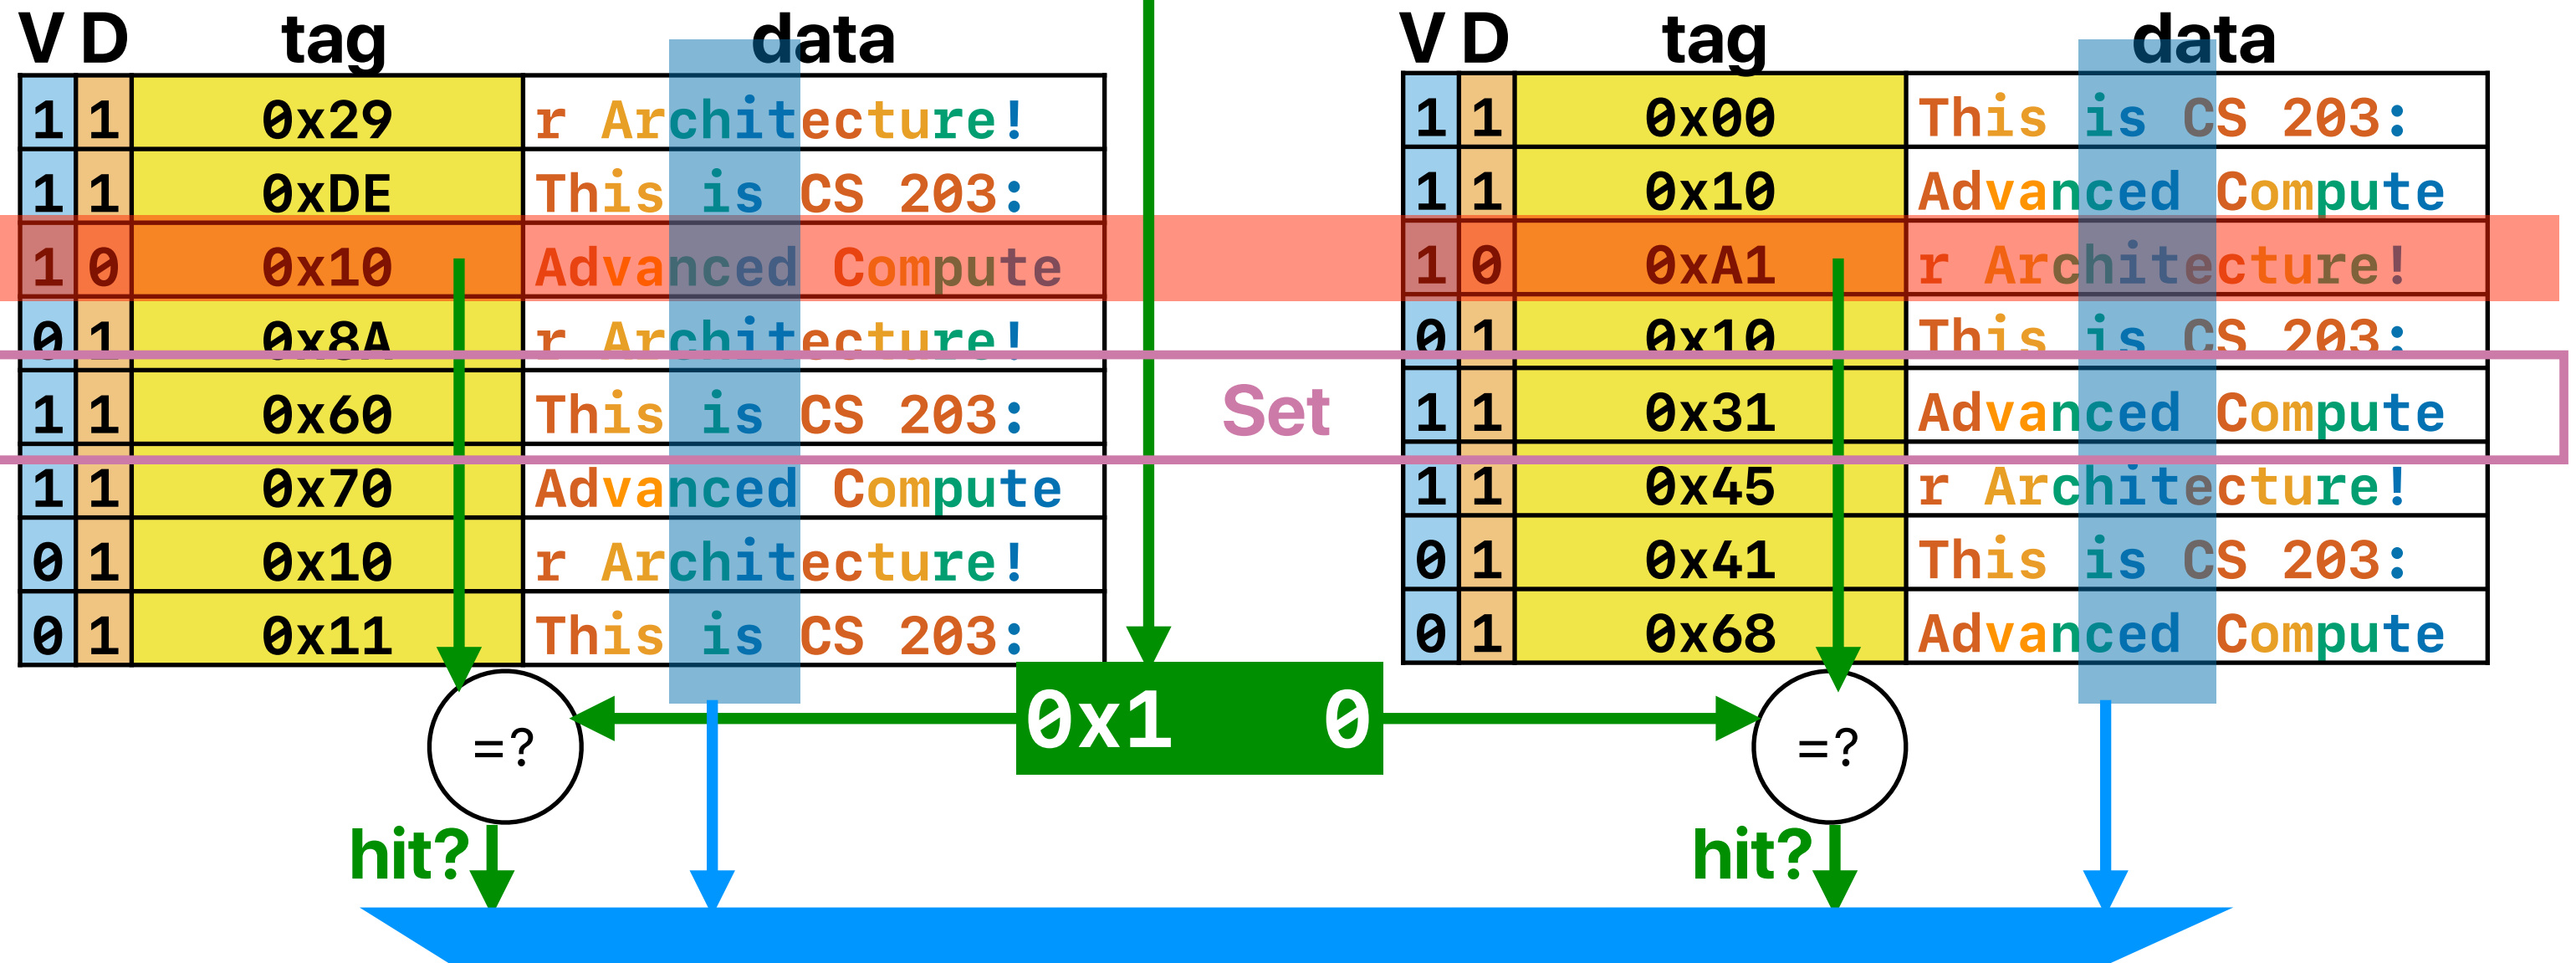 V D tag data V D tag data
1 1 0x29 r Architecture! 1 1 0x00 This is CS 203:
1 1 0xDE This is CS 203: 1 1 0x10 Advanced Compute
1 0 0x10 Advanced Compute 1 0 0xA1 r Architecture!
0 1 0x8A r Architecture! 0 1 0x10 This is CS 203:
1 1 0x60 This is CS 203: Set 1 1 0x31 Advanced Compute
1 1 0x70 Advanced Compute 1 1 0x45 r Architecture!
0 1 0x10 r Architecture! 0 1 0x41 This is CS 203:
0 1 0x11 This is CS 203: 0 1 0x68 Advanced Compute
=? 0x1 0 =?
hit? hit?